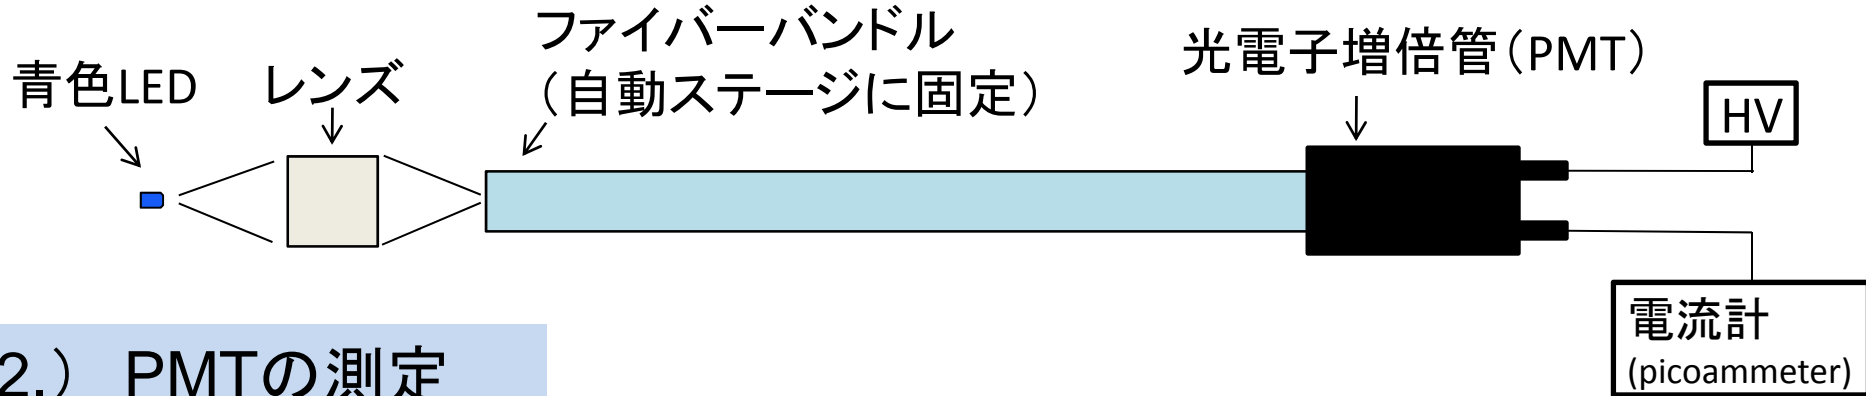 ファイバーバンドル
(自動ステージに固定)
光電子増倍管(PMT)
青色LED
レンズ
HV
電流計
(picoammeter)
2.) PMTの測定